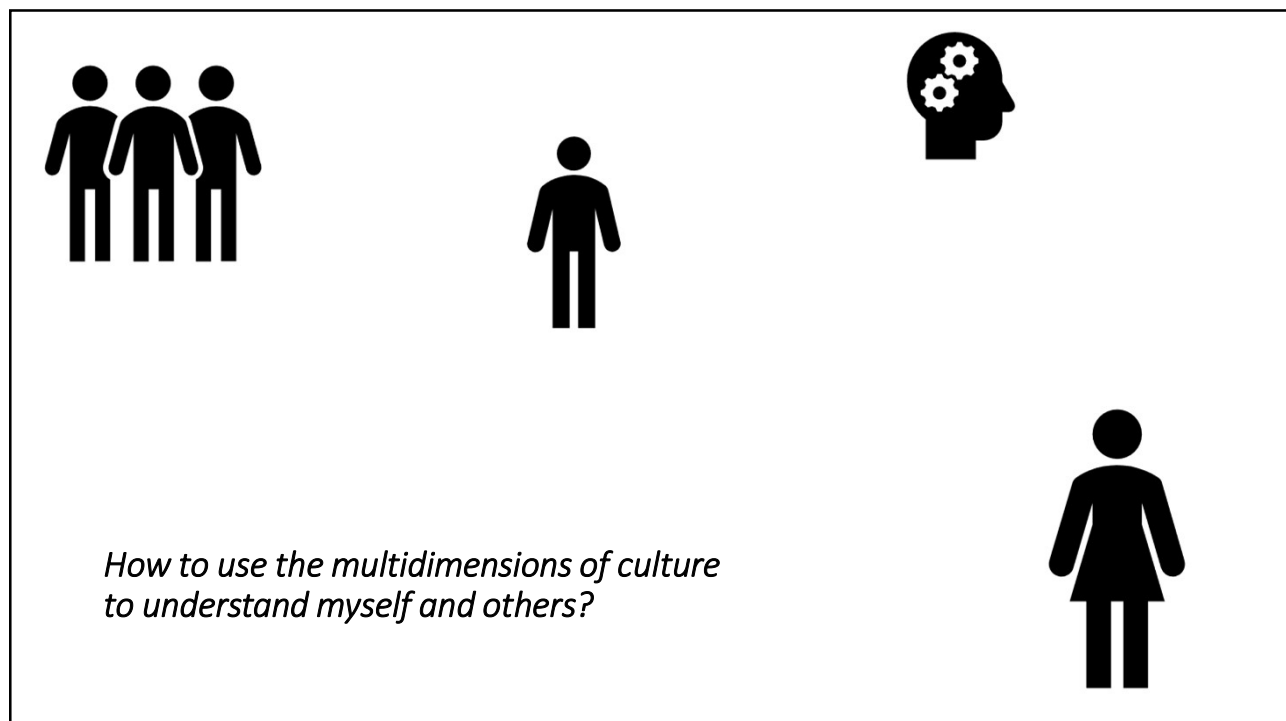 How to use the multidimensions of culture
to understand myself and others?